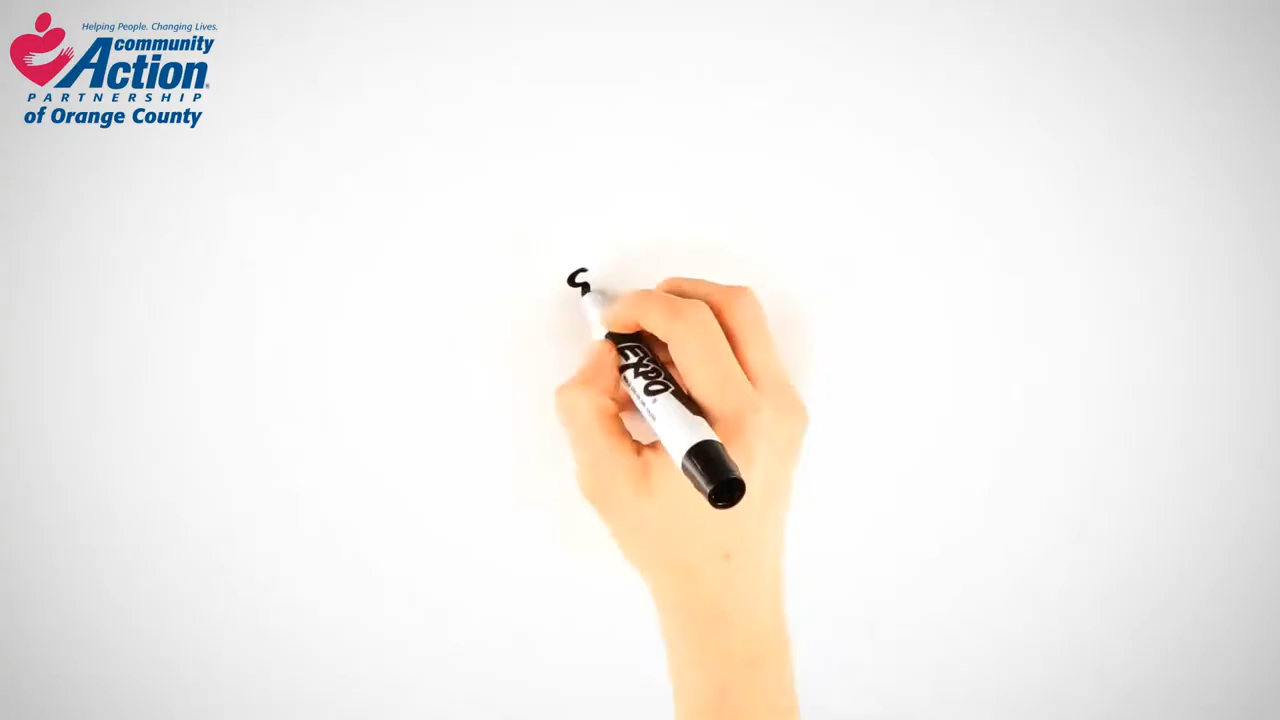 Helping People. Changing Lives.
community
Action
PARTNERSHIP
of Orange County
EXPO